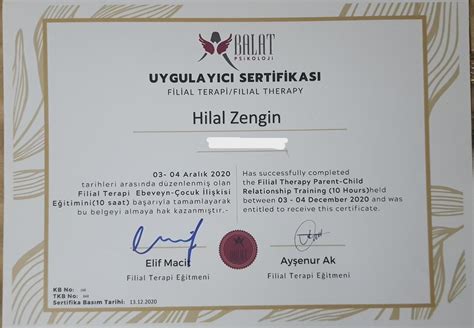 BALAT
PSİKOLOJİ
UYGULAYICI SERTİFİKASI
FİLİAL TERAPİ/FILIAL THERAPY
Hilal Zengin
03- 04 Aralık 2020
tarihleri arasında düzenlenmiş olan
Filial Terapi Ebeveyn-Çocuk İlişkisi
Eğitimini(10 saat) başarıyla tamamlayarak
bu belgeyi almaya hak kazanmıştır.-
Has successfully completed
the Filial Therapy Parent-Child
Relationship Training (10 Hours)held
between 03 - 04 December 2020 and was
entitled to receive this certificate.
BALAT
Elif Macit
Filial Terapi Eğitmeni
Ayşenur Ak
Filial Terapi Eğitmeni
KB No:
TKB No:
Sertifika Basım Tarihi: 13.12.2020